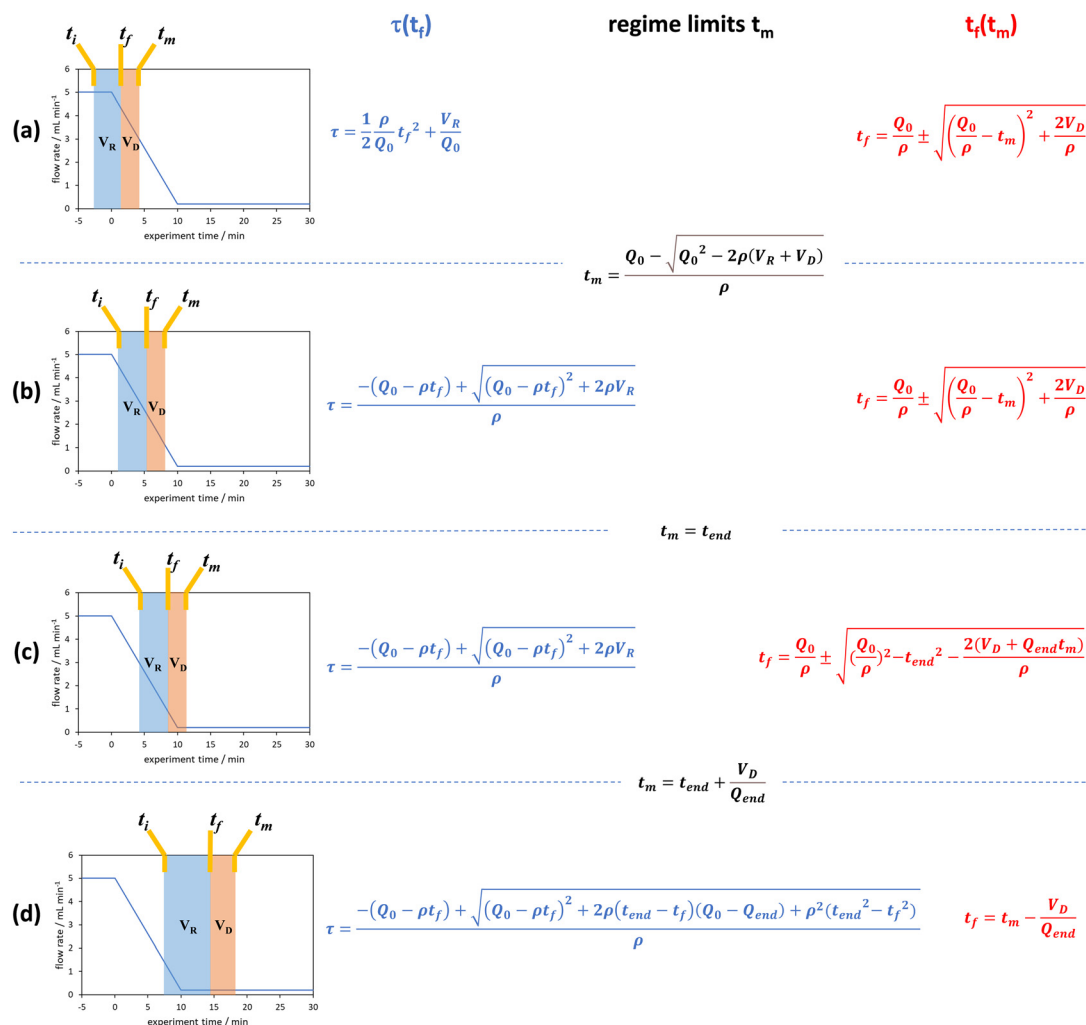 τ(t_f) regime limits t_m t_f(t_m)
t_i t_f t_m
(a)
flow rate / mL min⁻¹
6
5
4
3
2
1
0
V_R V_D
-5 0 5 10 15 20 25 30
experiment time / min
τ = 1/2 ρ/Q_0 t_f² + V_R/Q_0
t_f = Q_0/ρ ± √((Q_0/ρ − t_m)² + 2V_D/ρ)
t_m = (Q_0 − √(Q_0² − 2ρ(V_R + V_D)))/ρ
t_i t_f t_m
(b)
flow rate / mL min⁻¹
6
5
4
3
2
1
0
V_R V_D
-5 0 5 10 15 20 25 30
experiment time / min
τ = (−(Q_0 − ρt_f) + √((Q_0 − ρt_f)² + 2ρV_R))/ρ
t_f = Q_0/ρ ± √((Q_0/ρ − t_m)² + 2V_D/ρ)
t_m = t_end
t_i t_f t_m
(c)
flow rate / mL min⁻¹
6
5
4
3
2
1
0
V_R V_D
-5 0 5 10 15 20 25 30
experiment time / min
τ = (−(Q_0 − ρt_f) + √((Q_0 − ρt_f)² + 2ρV_R))/ρ
t_f = Q_0/ρ ± √((Q_0/ρ)² − t_end² − 2(V_D + Q_end t_m)/ρ)
t_m = t_end + V_D/Q_end
t_i t_f t_m
(d)
flow rate / mL min⁻¹
6
5
4
3
2
1
0
V_R V_D
-5 0 5 10 15 20 25 30
experiment time / min
τ = (−(Q_0 − ρt_f) + √((Q_0 − ρt_f)² + 2ρ(t_end − t_f)(Q_0 − Q_end) + ρ²(t_end² − t_f²)))/ρ
t_f = t_m − V_D/Q_end